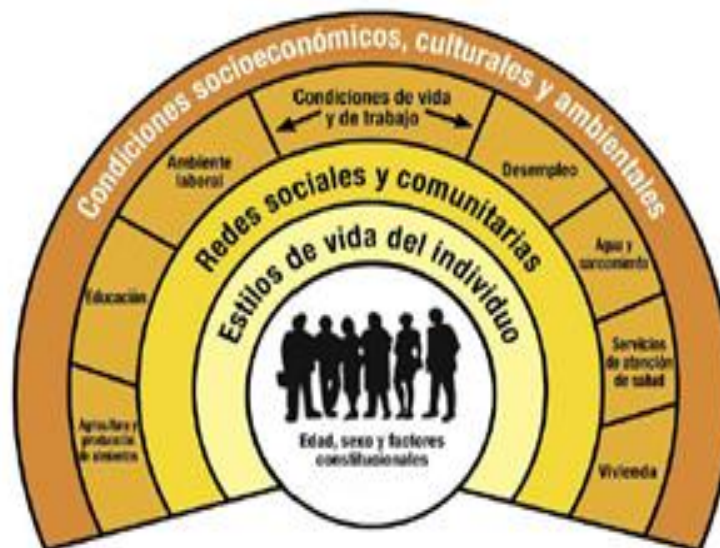 Condiciones socioeconómicos, culturales y ambientales
Condiciones de vida
y de trabajo
Ambiente
laboral
Desempleo
Educación
Agua y
Agricultura y
producción
de alimentos
Servicios
de atención
de salud
Vivienda
Redes sociales y comunitarias
Estilos de vida del individuo
Edad, sexo y factores
constitucionales